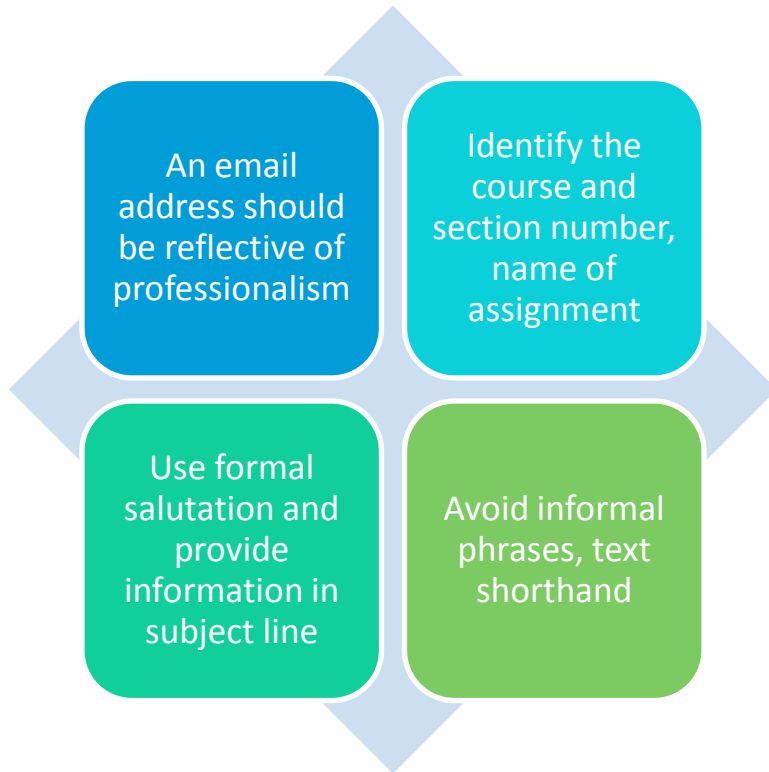 An email
address should
be reflective of
professionalism
Identify the
course and
section number,
name of
assignment
Use formal
salutation and
provide
information in
subject line
Avoid informal
phrases, text
shorthand